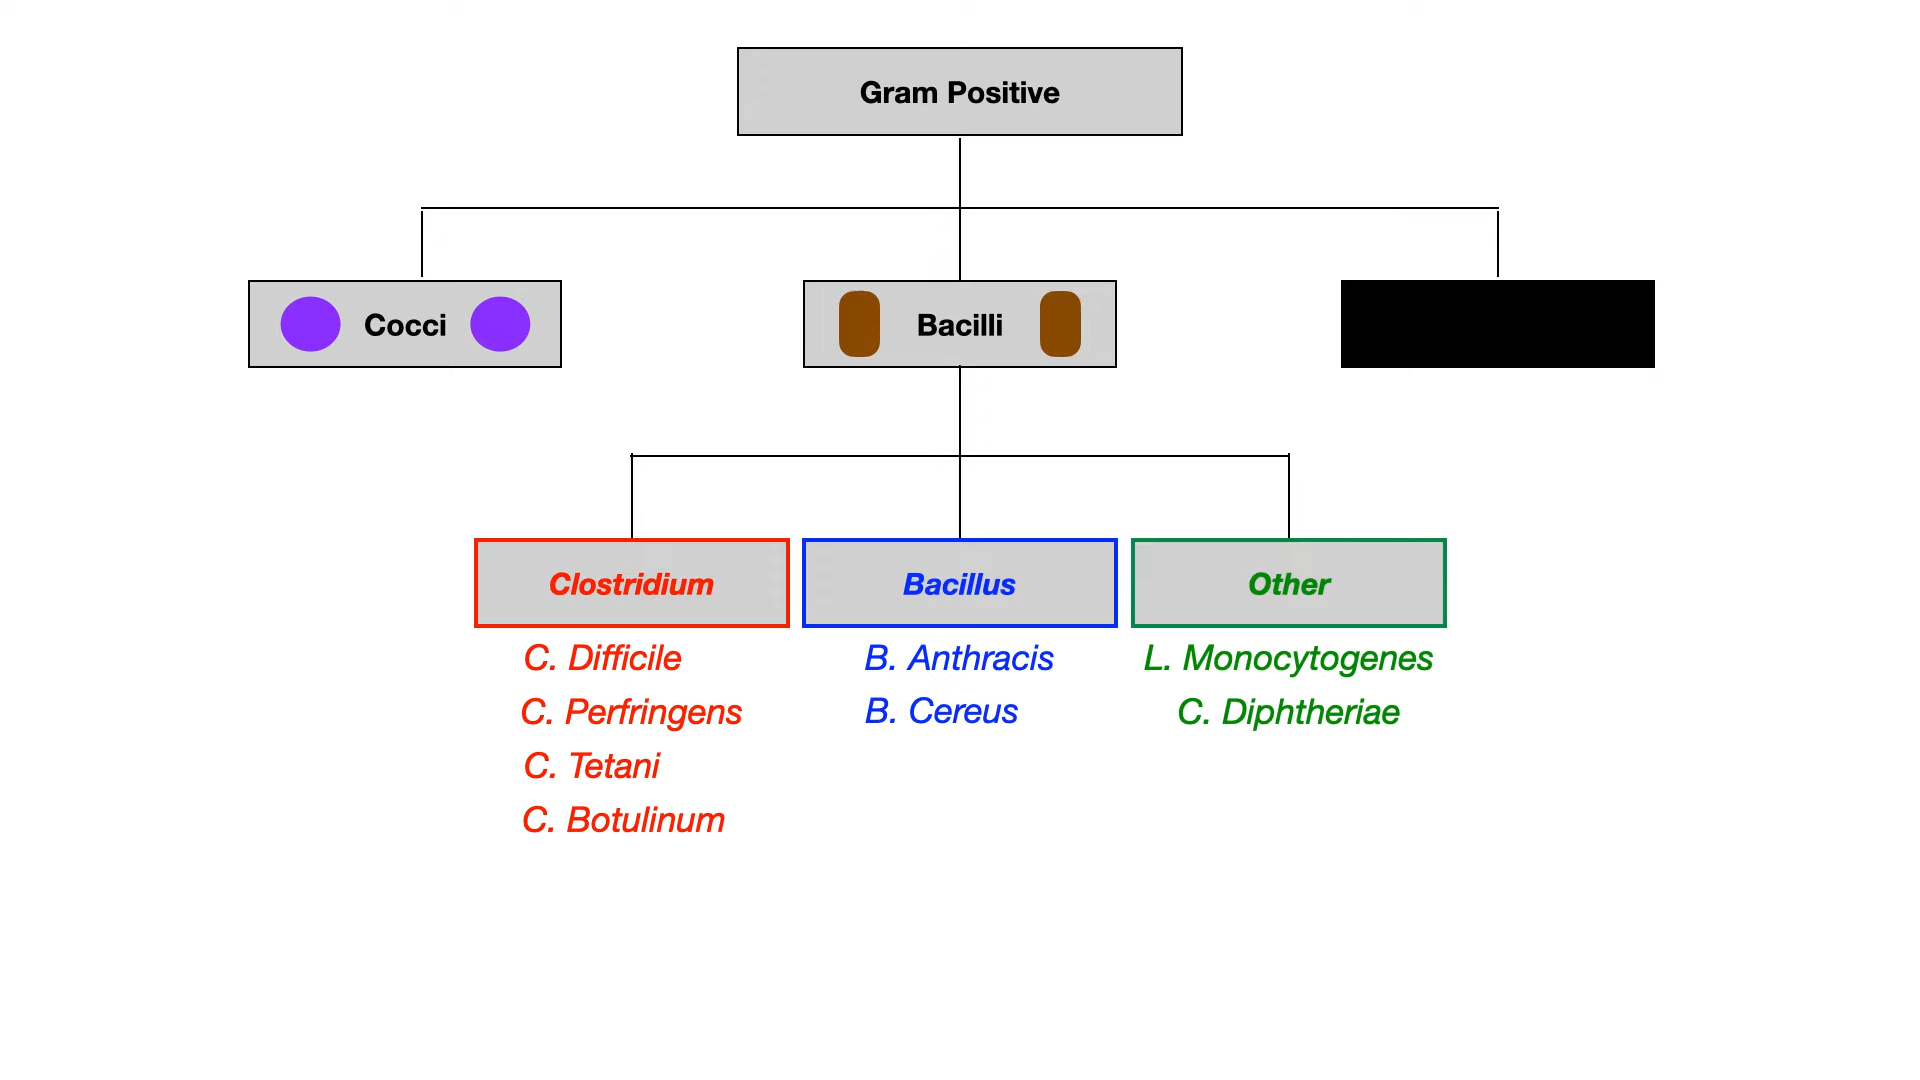 Gram Positive
Cocci
Bacilli
Clostridium
Bacillus
Other
C. Difficile
C. Perfringens
C. Tetani
C. Botulinum
B. Anthracis
B. Cereus
L. Monocytogenes
C. Diphtheriae